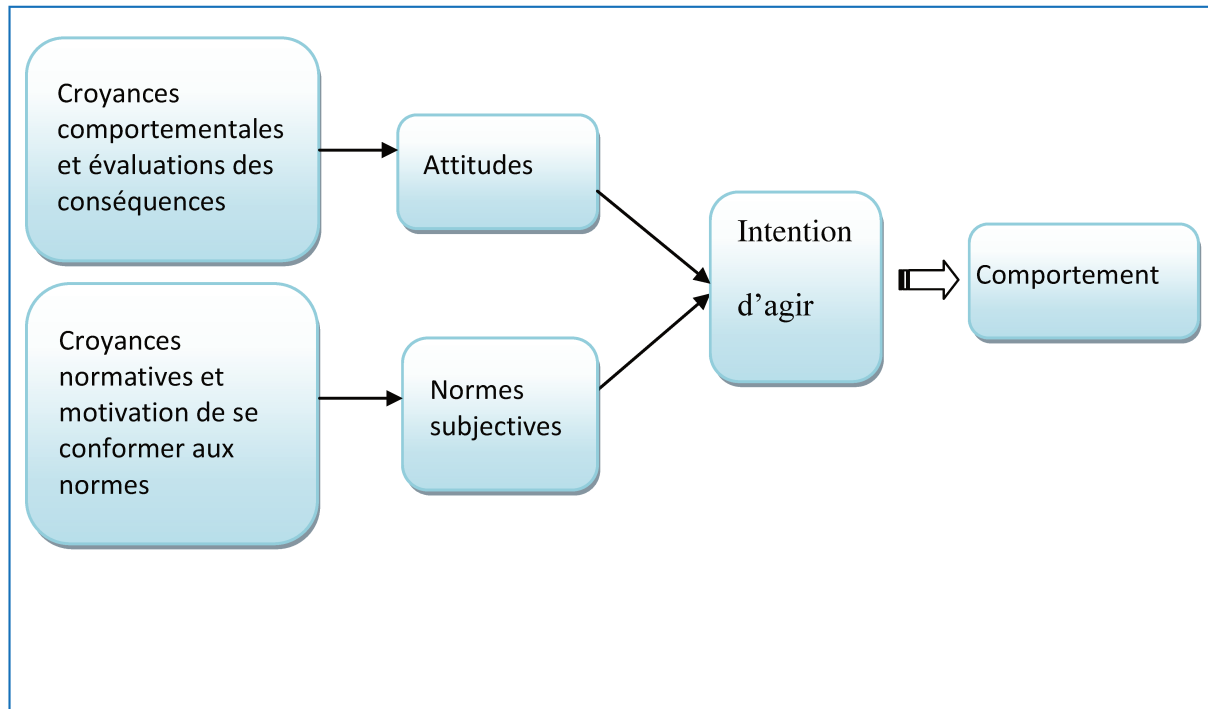 Croyances
comportementales
et évaluations des
conséquences
Attitudes
Intention
d’agir
Comportement
Croyances
normatives et
motivation de se
conformer aux
normes
Normes
subjectives